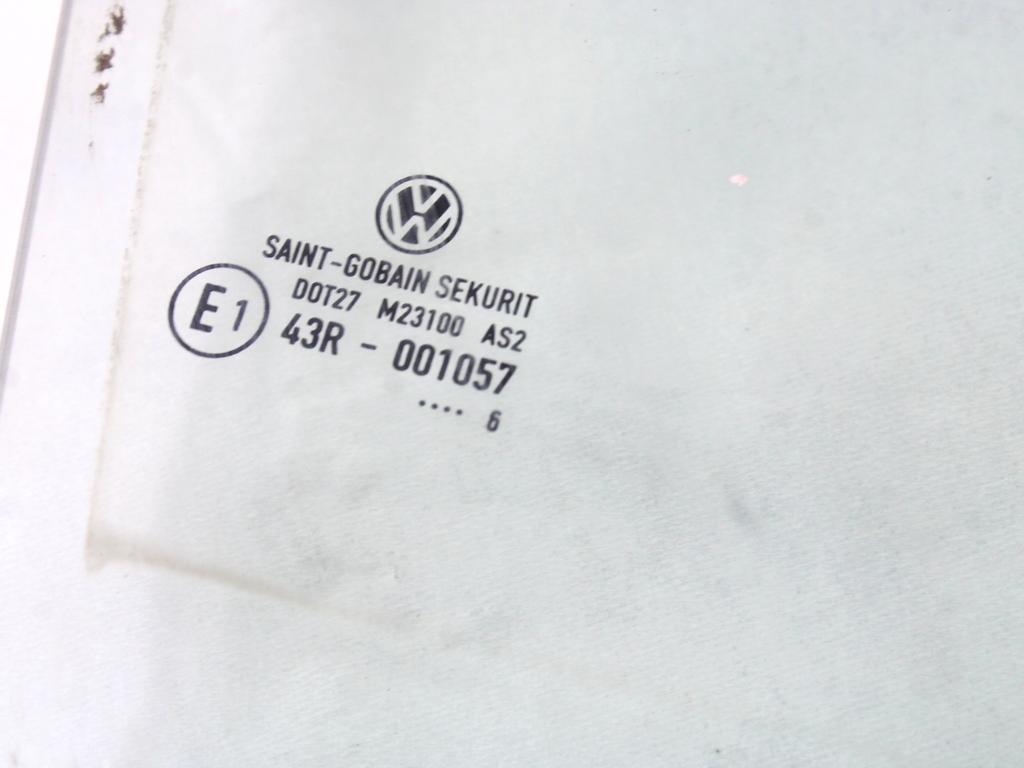 SAINT-GOBAIN SEKURIT
DOT27 M23100 AS2
E1 43R - 001057
.... 6